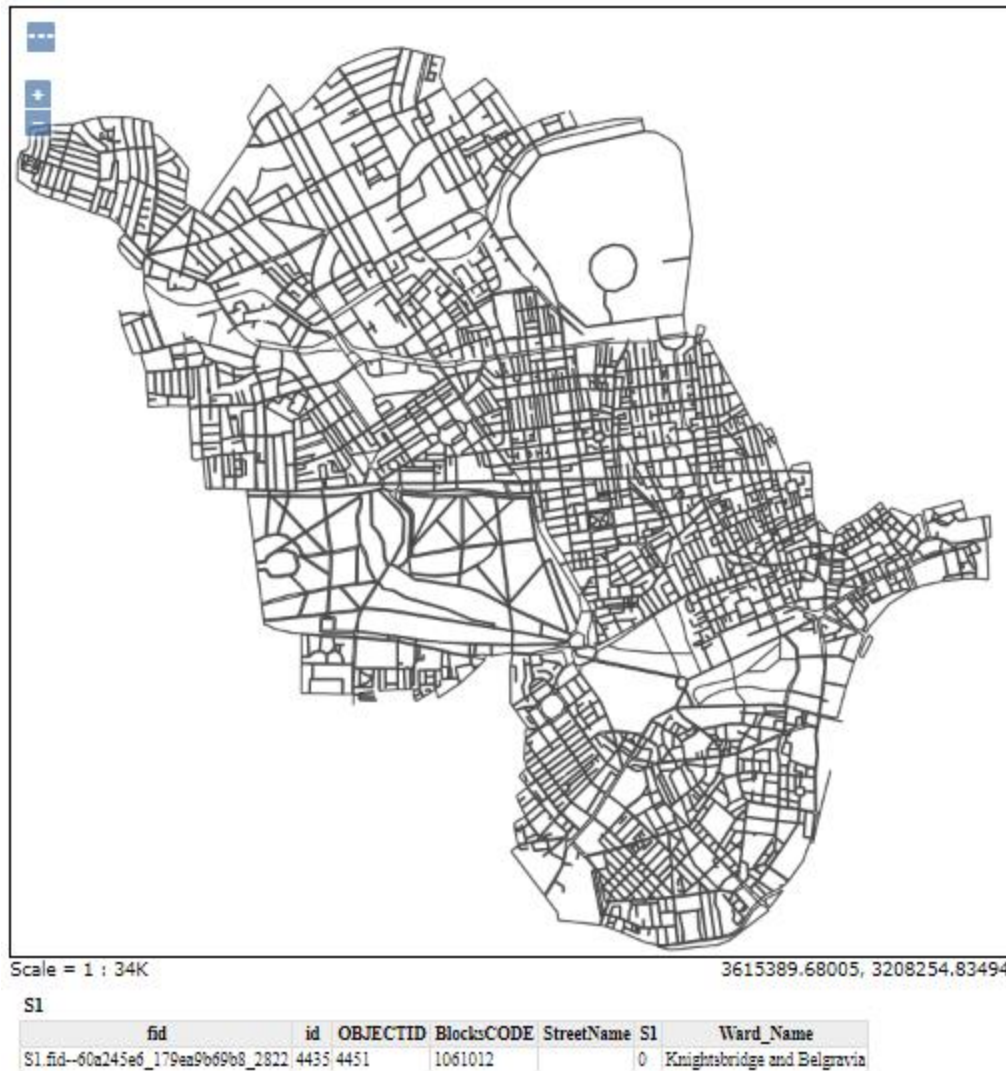 +
Scale = 1 : 34K
3615389.68005, 3208254.83494
S1
fid id OBJECTID BlocksCODE StreetName S1 Ward_Name
S1.fid--60a245e6_179ea9b69b8_2822 4435 4451 1061012 0 Knightsbridge and Belgravia